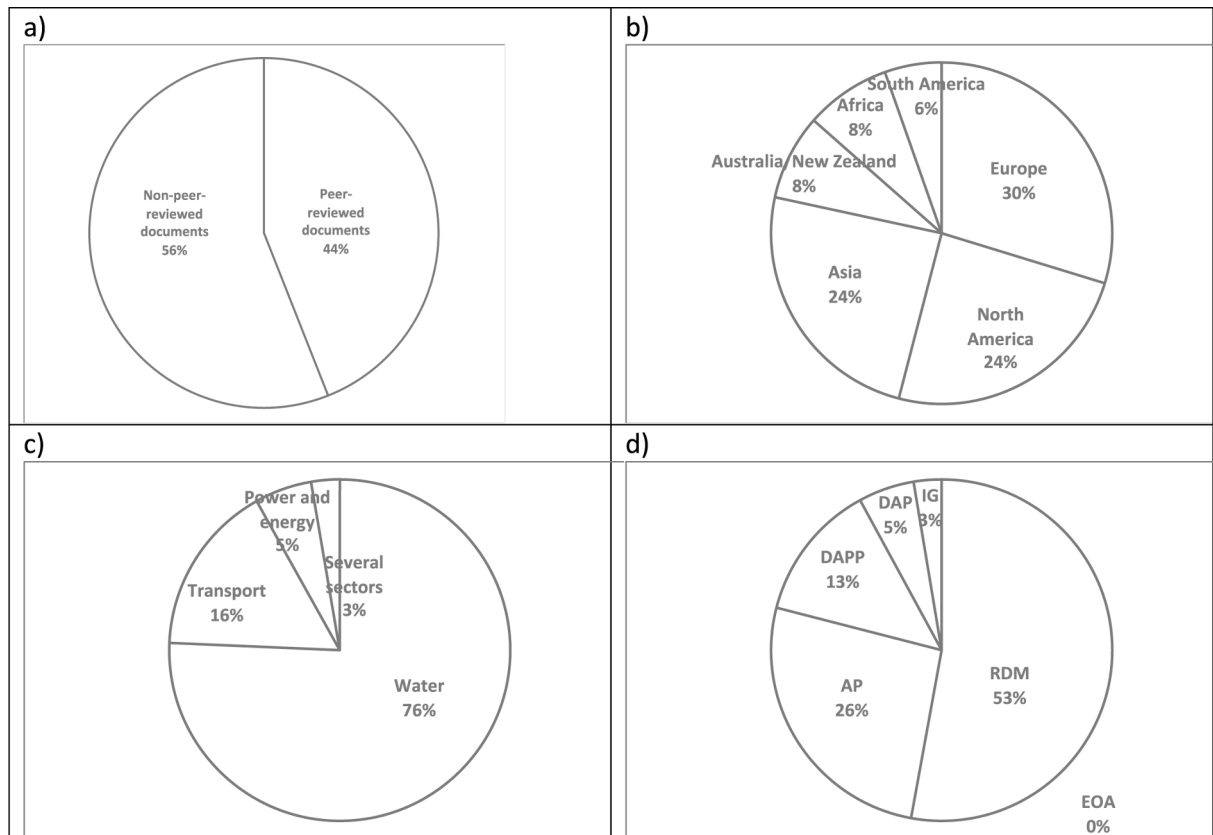 a)
Non-peer-
reviewed
documents
56%
Peer-
reviewed
documents
44%
b)
South America
6%
Africa
8%
Australia, New Zealand
8%
Europe
30%
Asia
24%
North
America
24%
c)
Power and
energy
5%
Several
sectors
3%
Transport
16%
Water
76%
d)
IG
3%
DAP
5%
DAPP
13%
AP
26%
RDM
53%
EOA
0%